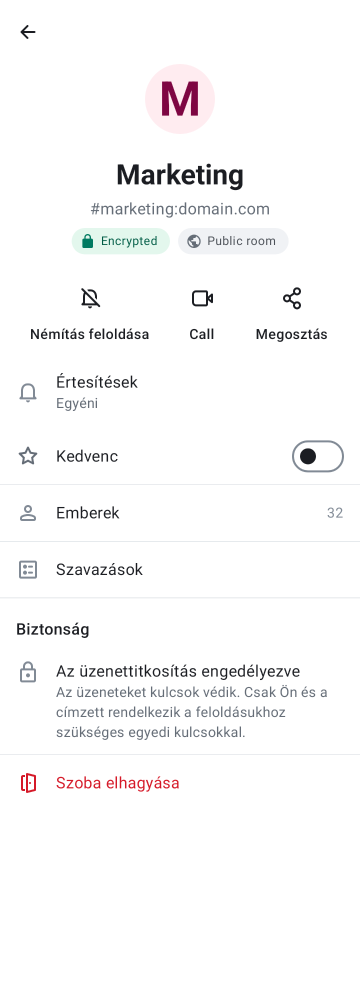 M
Marketing
#marketing:domain.com
Encrypted
Public room
Némítás feloldása
Call
Megosztás
Értesítések
Egyéni
Kedvenc
Emberek
32
Szavazások
Biztonság
Az üzenettitkosítás engedélyezve
Az üzeneteket kulcsok védik. Csak Ön és a
címzett rendelkezik a feloldásukhoz
szükséges egyedi kulcsokkal.
Szoba elhagyása